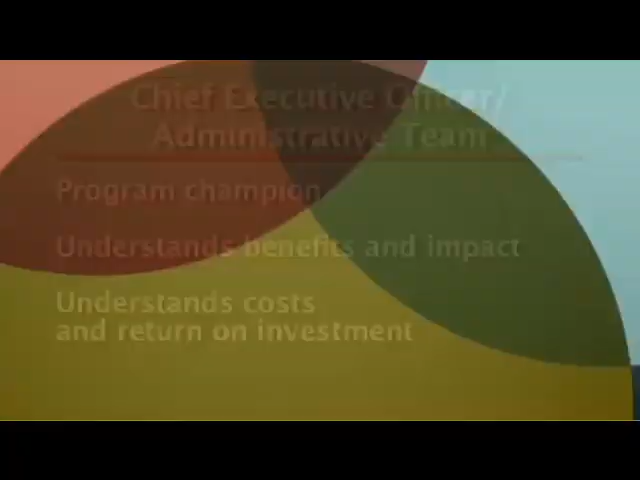 Chief Executive Officer/
Administrative Team
Program champion
Understands benefits and impact
Understands costs
and return on investment